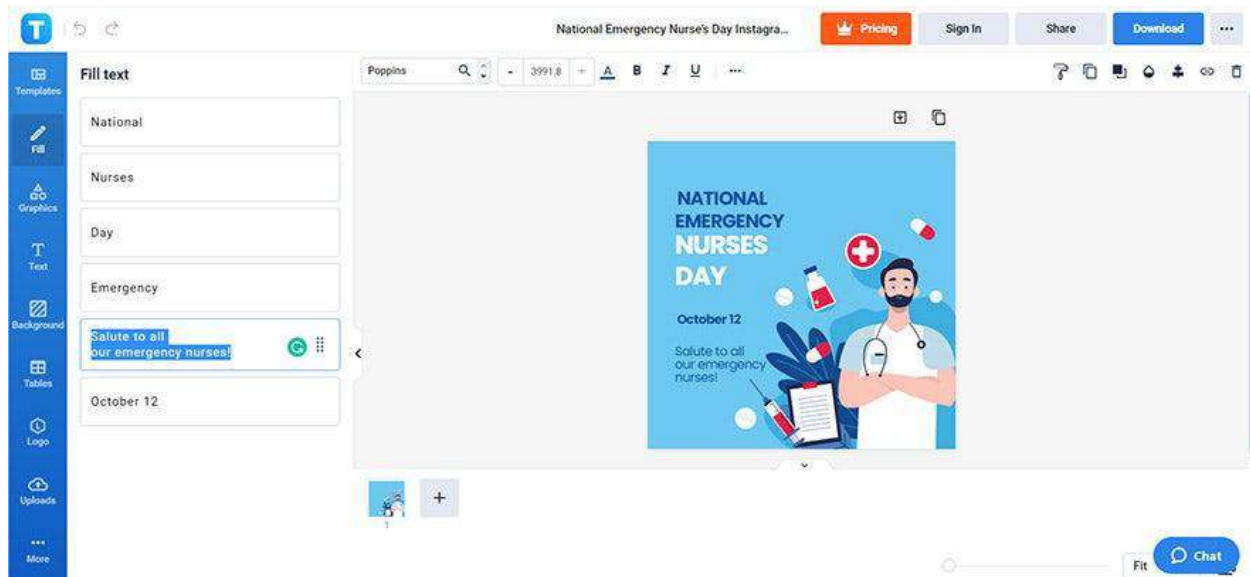 T
National Emergency Nurse's Day Instagra...
Pricing
Sign In
Share
Download
Templates
Fill
Graphics
T
Text
Background
Tables
Logo
Uploads
More
Fill text
National
Nurses
Day
Emergency
Salute to all
our emergency nurses!
October 12
Poppins
- 3991.8 +
A B I U
NATIONAL
EMERGENCY
NURSES
DAY
October 12
Salute to all
our emergency
nurses!
1
+
Fit
Chat